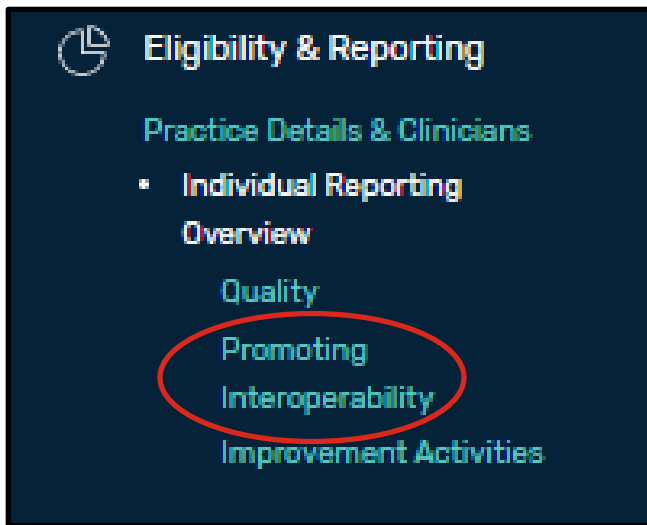 Eligibility & Reporting
Practice Details & Clinicians
• Individual Reporting
Overview
Quality
Promoting
Interoperability
Improvement Activities